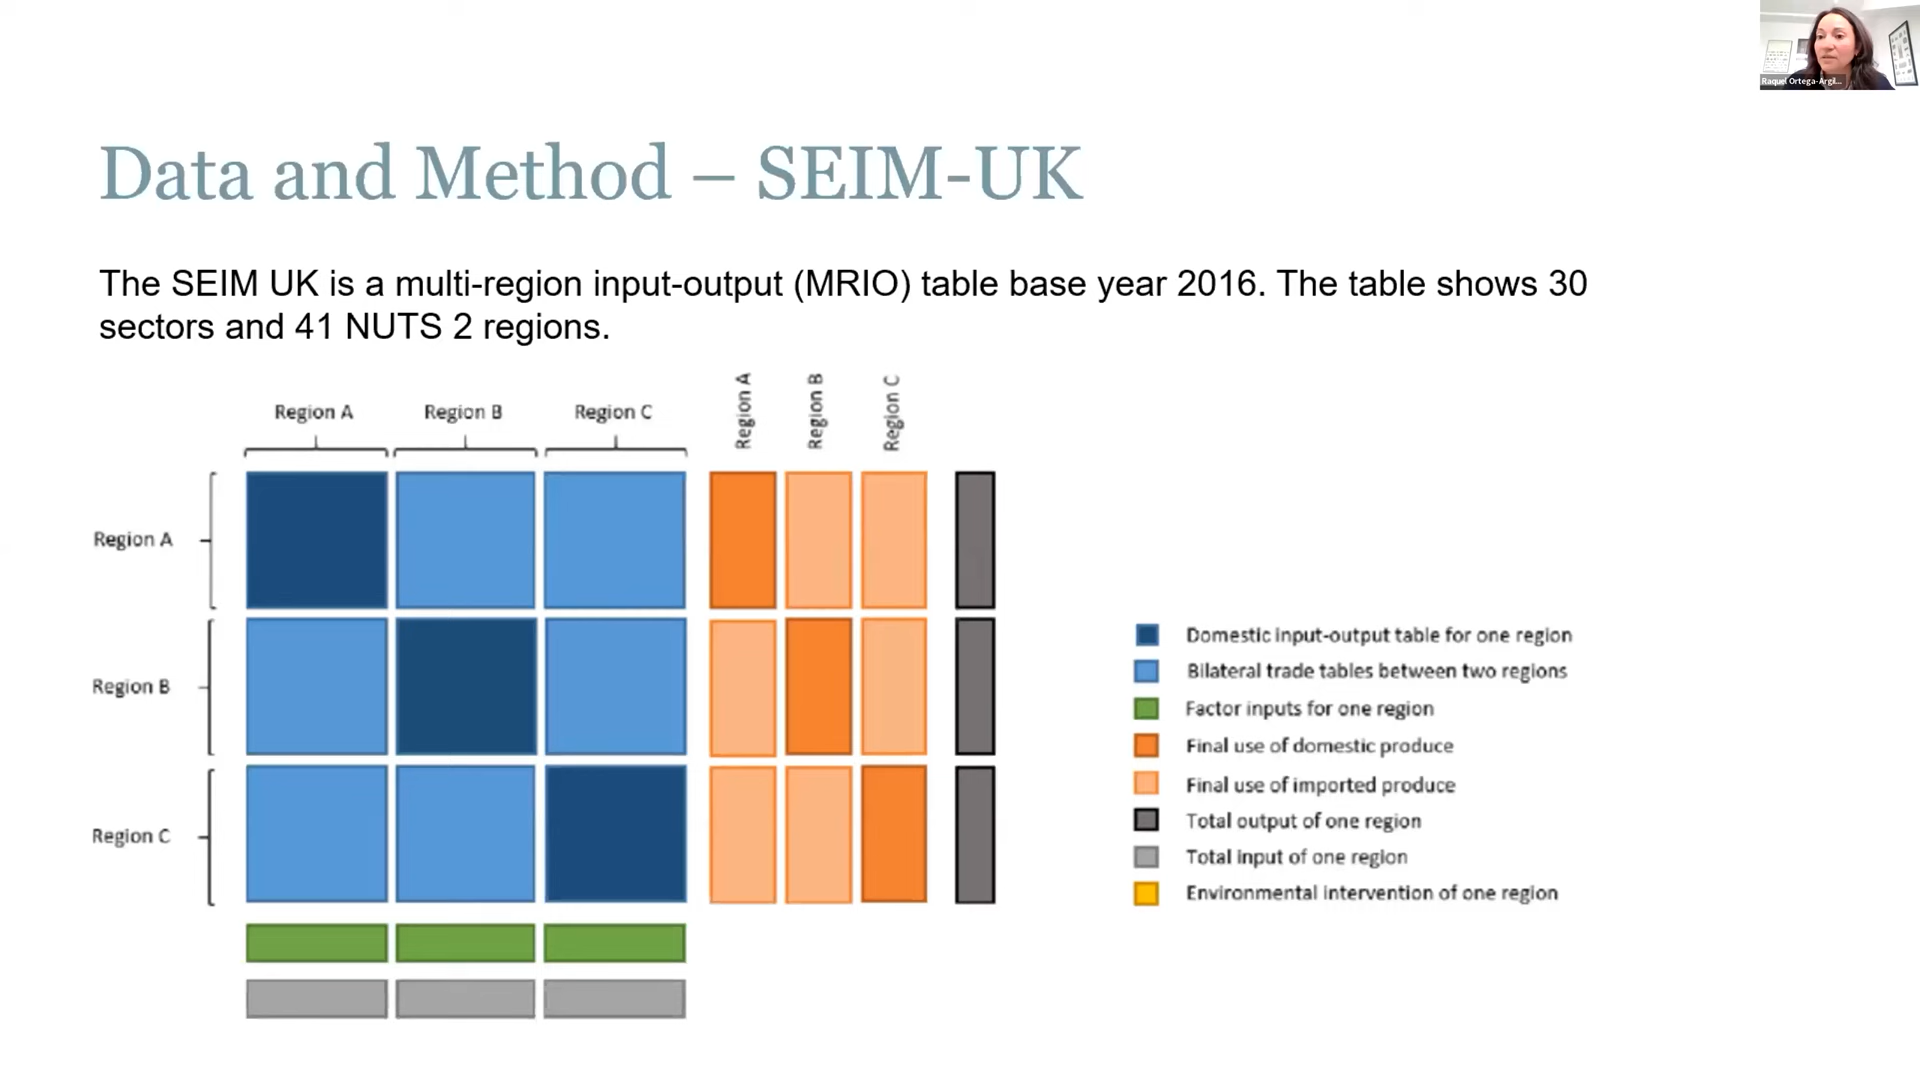 Raquel Ortega-Argil...
Data and Method – SEIM-UK
The SEIM UK is a multi-region input-output (MRIO) table base year 2016. The table shows 30
sectors and 41 NUTS 2 regions.
Region A Region B Region C Region A Region B Region C
Region A
Region B
Region C
Domestic input-output table for one region
Bilateral trade tables between two regions
Factor inputs for one region
Final use of domestic produce
Final use of imported produce
Total output of one region
Total input of one region
Environmental intervention of one region